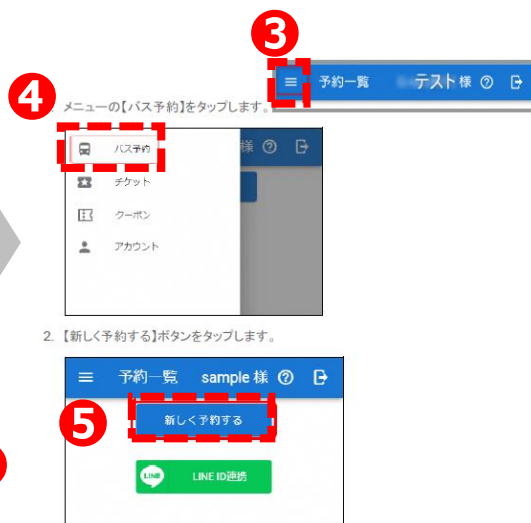 3
予約一覧 テスト 様
4
メニューの【バス予約】をタップします。
バス予約
様
チケット
クーポン
アカウント
2. 【新しく予約する】ボタンをタップします。
予約一覧 sample 様
5
新しく予約する
LINE LINE ID連携